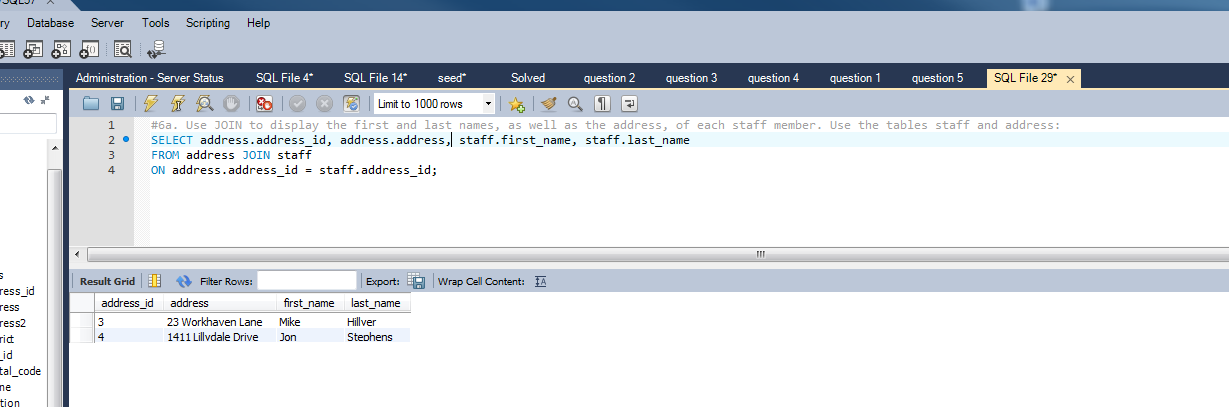 ry Database Server Tools Scripting Help
Administration - Server Status SQL File 4* SQL File 14* seed* Solved question 2 question 3 question 4 question 1 question 5 SQL File 29*
Limit to 1000 rows
1 #6a. Use JOIN to display the first and last names, as well as the address, of each staff member. Use the tables staff and address:
2 SELECT address.address_id, address.address, staff.first_name, staff.last_name
3 FROM address JOIN staff
4 ON address.address_id = staff.address_id;
Result Grid Filter Rows: Export: Wrap Cell Content:
address_id address first_name last_name
3 23 Workhaven Lane Mike Hillyer
4 1411 Lillydale Drive Jon Stephens
s
ress_id
ress
ress2
rict
_id
tal_code
ne
tion